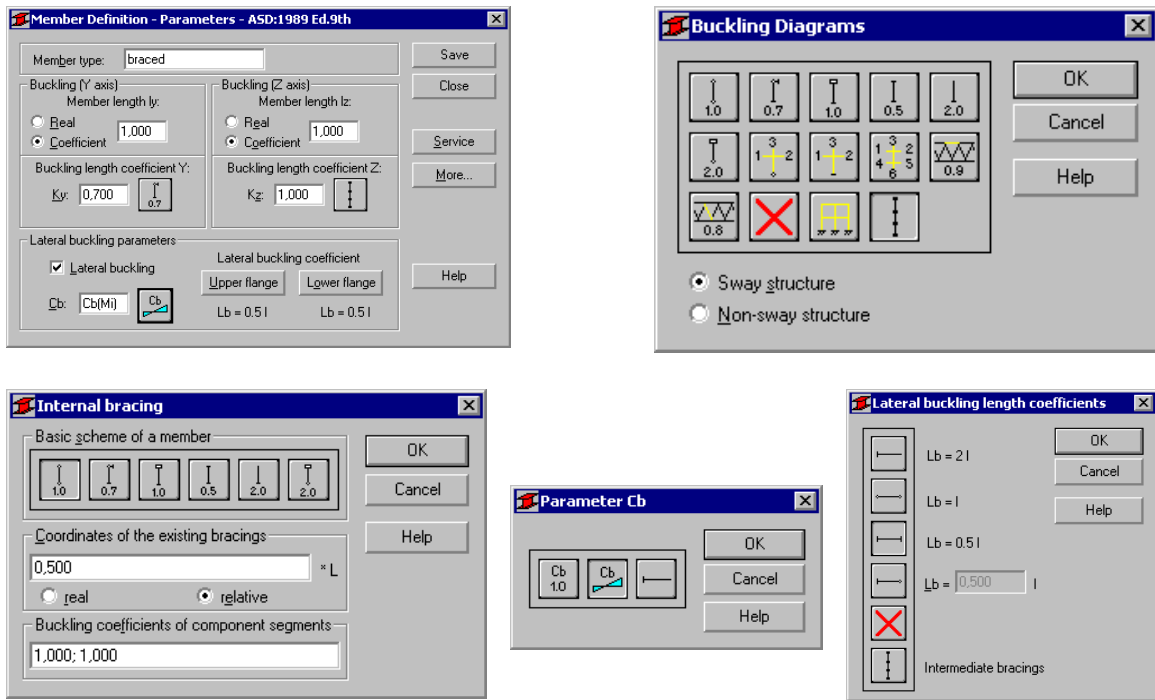 Member Definition - Parameters - ASD:1989 Ed.9th
Member type: braced
Save
Close
Service
More...
Help
Buckling (Y axis)
Member length ly:
Real
Coefficient
1,000
Buckling (Z axis)
Member length lz:
Real
Coefficient
1,000
Buckling length coefficient Y:
Ky: 0,700
0.7
Buckling length coefficient Z:
Kz: 1,000
Lateral buckling parameters
Lateral buckling
Cb: Cb(Mi)
Cb
Lateral buckling coefficient
Upper flange Lower flange
Lb = 0.5 l Lb = 0.5 l
Buckling Diagrams
1.0 0.7 1.0 0.5 2.0
2.0 1 3 2 1 3 2 1 3 2 4 5 6 0.9
0.8
Sway structure
Non-sway structure
OK
Cancel
Help
Internal bracing
Basic scheme of a member
1.0 0.7 1.0 0.5 2.0 2.0
Coordinates of the existing bracings
0,500 * L
real relative
Buckling coefficients of component segments
1,000; 1,000
OK
Cancel
Help
Parameter Cb
Cb 1.0 Cb
OK
Cancel
Help
Lateral buckling length coefficients
Lb = 2 l
Lb = l
Lb = 0.5 l
Lb = 0,500 l
Intermediate bracings
OK
Cancel
Help